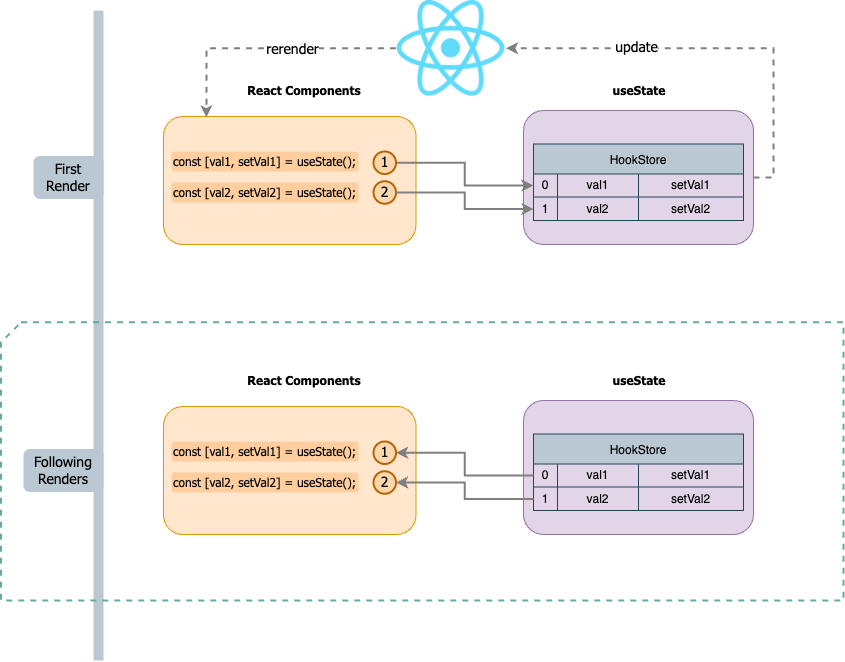 rerender
update
React Components
useState
const [val1, setVal1] = useState();
1
const [val2, setVal2] = useState();
2
HookStore
0 val1 setVal1
1 val2 setVal2
First
Render
React Components
useState
const [val1, setVal1] = useState();
1
const [val2, setVal2] = useState();
2
HookStore
0 val1 setVal1
1 val2 setVal2
Following
Renders